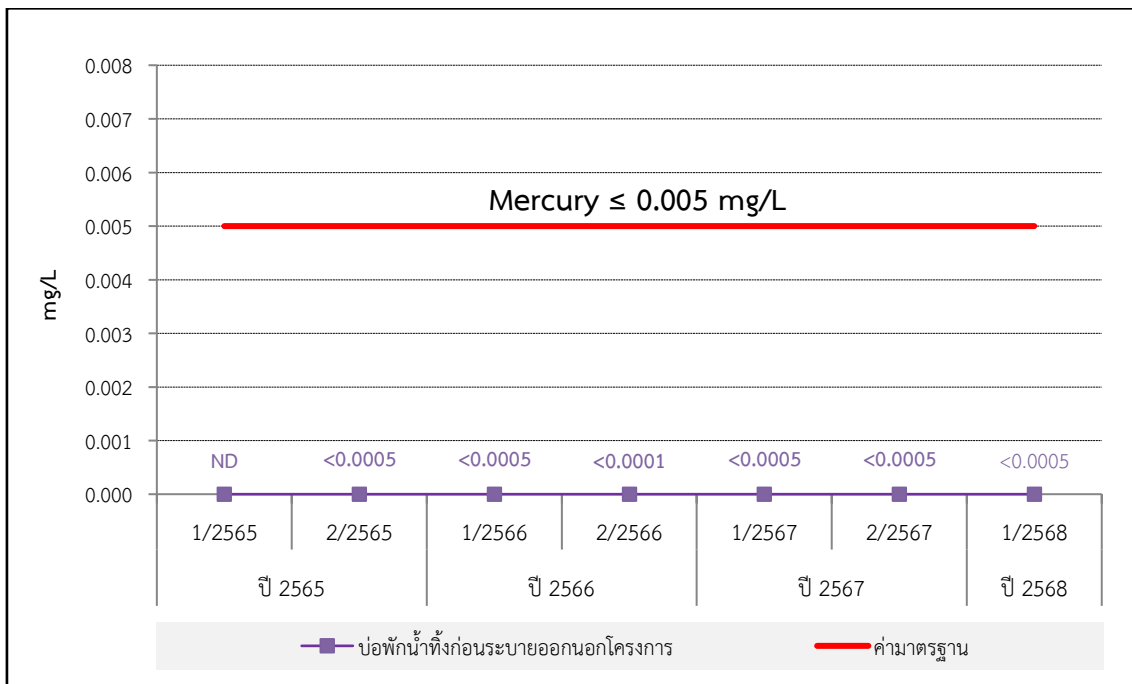 0.008
0.007
0.006
Mercury ≤ 0.005 mg/L
0.005
0.004
mg/L
0.003
0.002
0.001
ND <0.0005 <0.0005 <0.0001 <0.0005 <0.0005 <0.0005
0.000
1/2565 2/2565 1/2566 2/2566 1/2567 2/2567 1/2568
ปี 2565 ปี 2566 ปี 2567 ปี 2568
บ่อพักน้ำทิ้งก่อนระบายออกนอกโครงการ ค่ามาตรฐาน